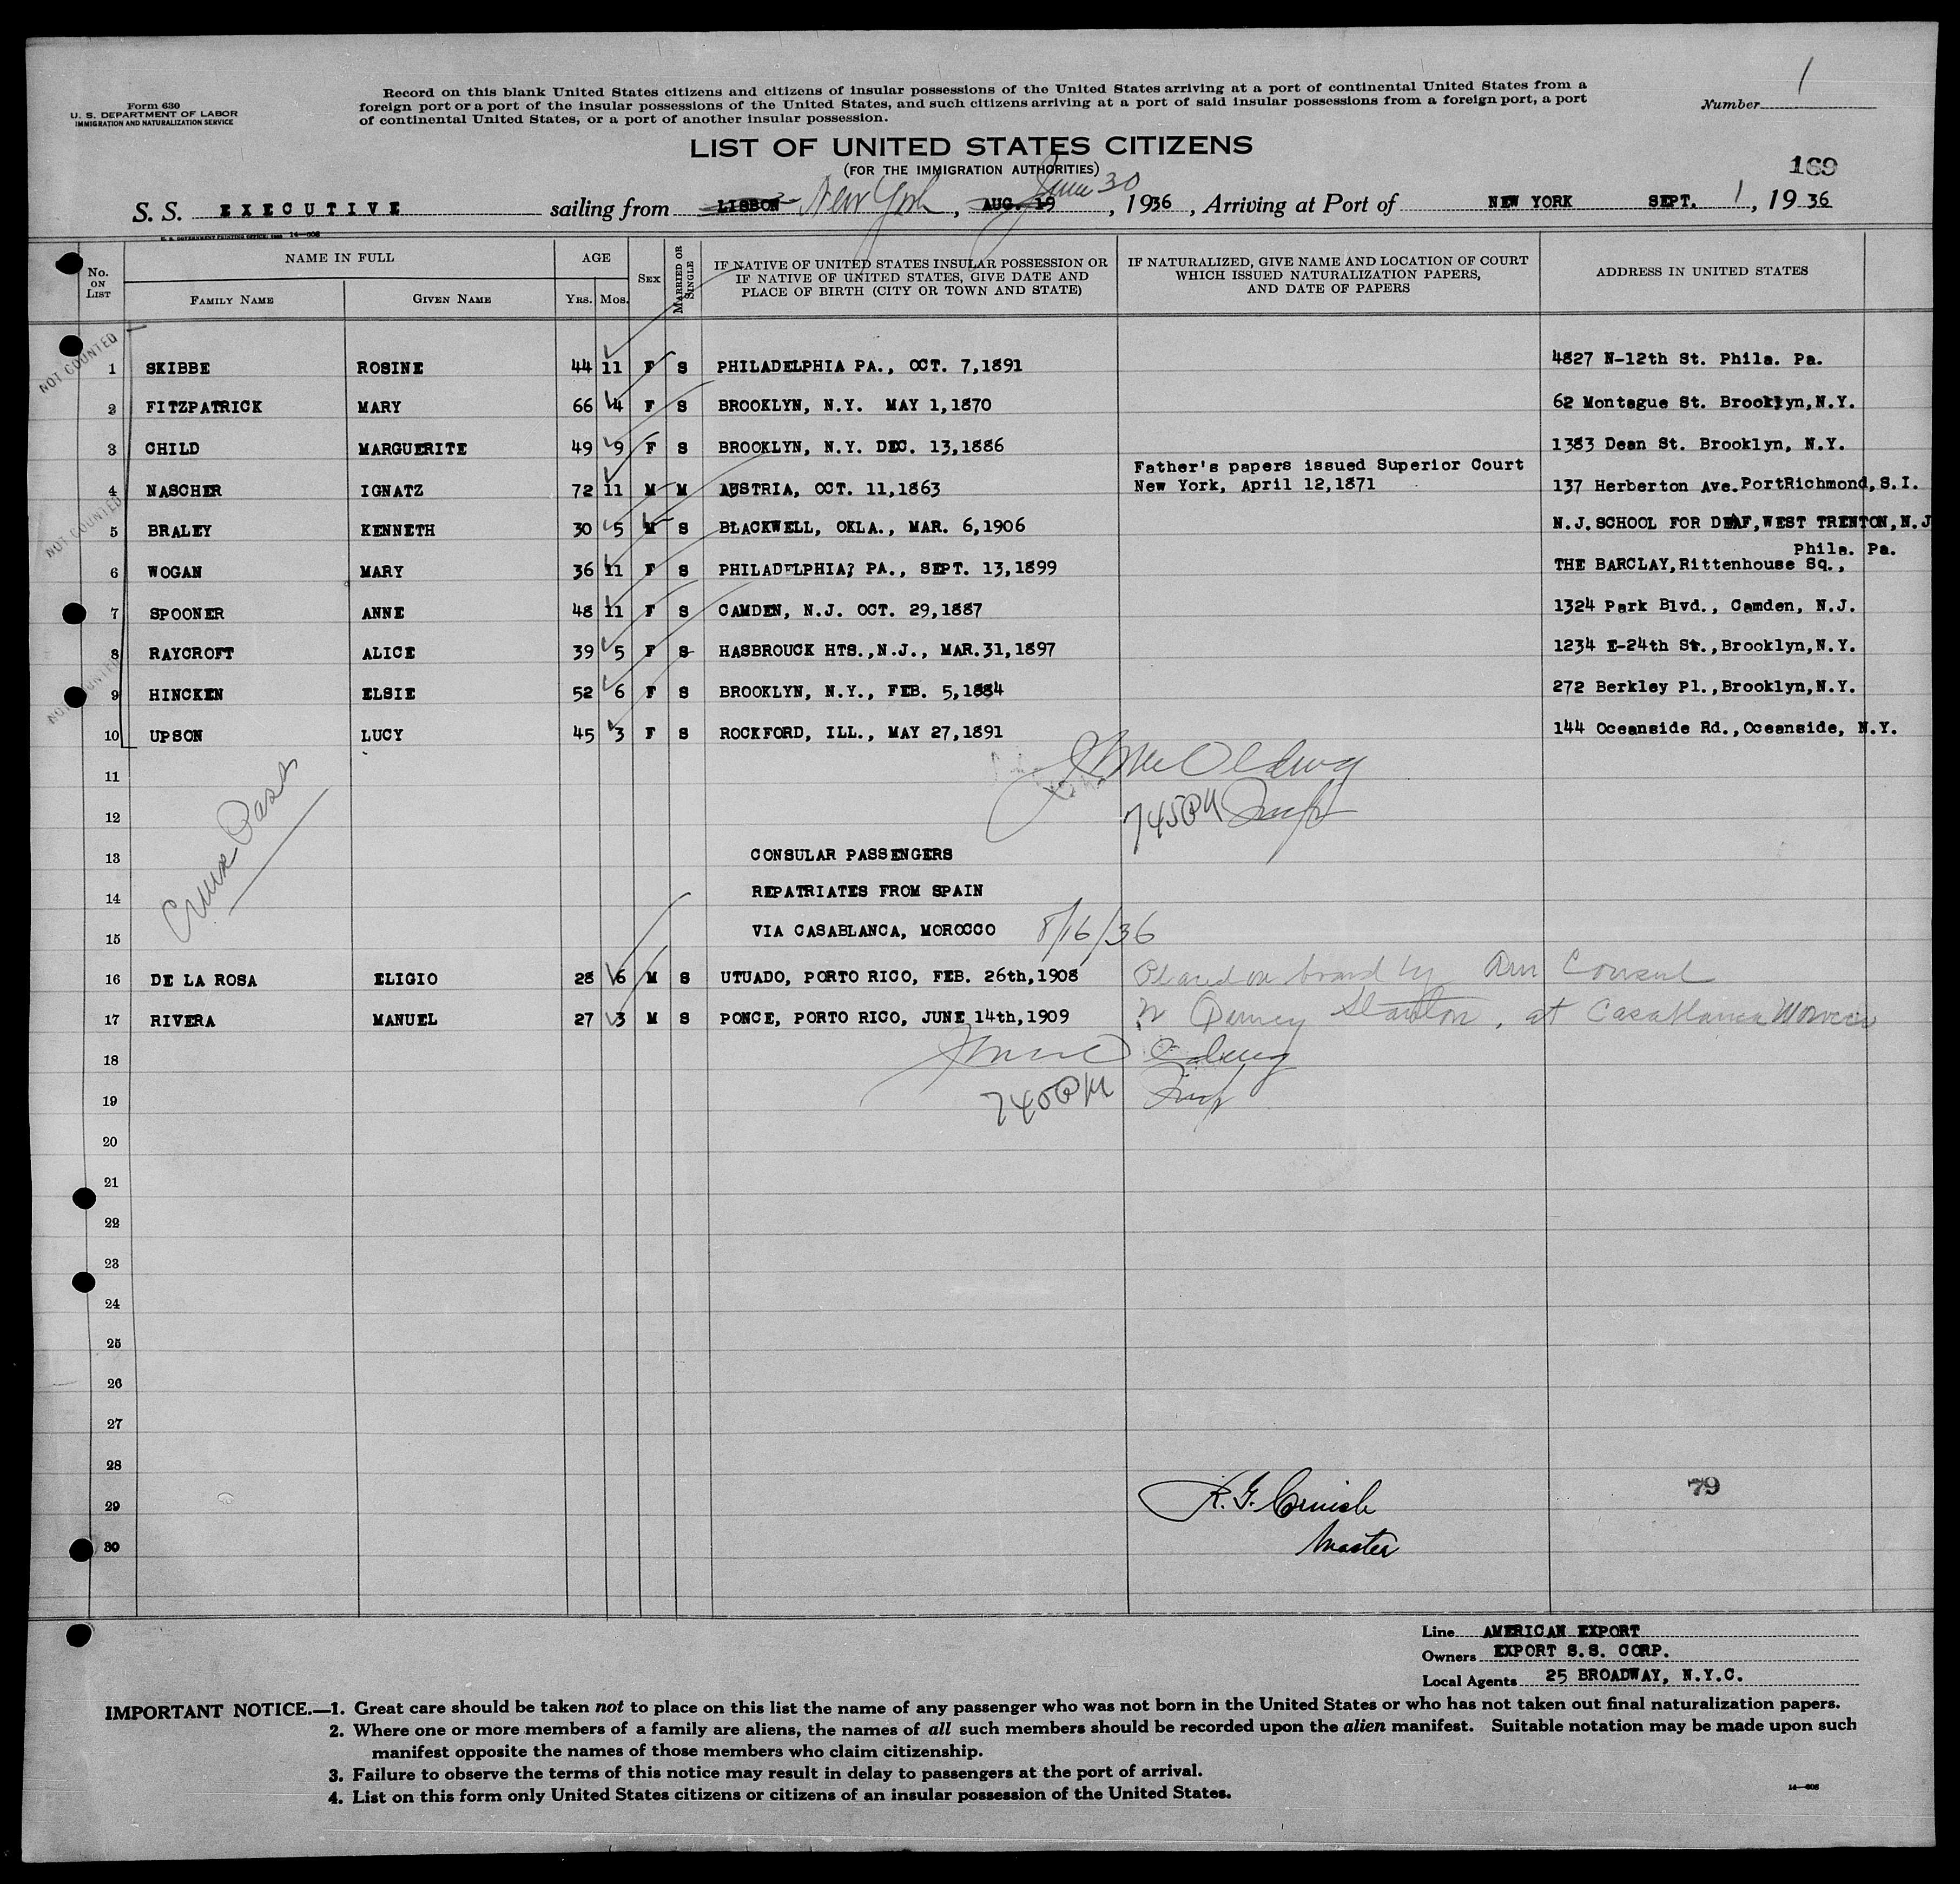 Form 630
U. S. DEPARTMENT OF LABOR
IMMIGRATION AND NATURALIZATION SERVICE
Record on this blank United States citizens and citizens of insular possessions of the United States arriving at a port of continental United States from a
foreign port or a port of the insular possessions of the United States, and such citizens arriving at a port of said insular possessions from a foreign port, a port
of continental United States, or a port of another insular possession.
Number 1
LIST OF UNITED STATES CITIZENS
(FOR THE IMMIGRATION AUTHORITIES)
169
S. S. EXECUTIVE sailing from LISBON New York, AUG. 19 June 30, 1936, Arriving at Port of NEW YORK SEPT. 1, 1936
No. ON LIST NAME IN FULL AGE SEX MARRIED OR SINGLE IF NATIVE OF UNITED STATES INSULAR POSSESSION OR IF NATIVE OF UNITED STATES, GIVE DATE AND PLACE OF BIRTH (CITY OR TOWN AND STATE) IF NATURALIZED, GIVE NAME AND LOCATION OF COURT WHICH ISSUED NATURALIZATION PAPERS, AND DATE OF PAPERS ADDRESS IN UNITED STATES
FAMILY NAME GIVEN NAME YRS. MOS.
NOT COUNTED
1 SKIBBE ROSINE 44 11 F S PHILADELPHIA PA., OCT. 7,1891 4827 N-12th St. Phila. Pa.
2 FITZPATRICK MARY 66 4 F S BROOKLYN, N.Y. MAY 1,1870 62 Montague St. Brooklyn,N.Y.
3 CHILD MARGUERITE 49 9 F S BROOKLYN, N.Y. DEC. 13,1886 1383 Dean St. Brooklyn, N.Y.
Father's papers issued Superior Court
4 NASCHER IGNATZ 72 11 M M AUSTRIA, OCT. 11,1863 New York, April 12,1871 137 Herberton Ave.PortRichmond,S.I.
NOT COUNTED
5 BRALEY KENNETH 30 5 M S BLACKWELL, OKLA., MAR. 6,1906 N.J.SCHOOL FOR DEAF,WEST TRENTON,N.J
Phila. Pa.
6 WOGAN MARY 36 11 F S PHILADELPHIA? PA., SEPT. 13,1899 THE BARCLAY,Rittenhouse Sq.,
7 SPOONER ANNE 48 11 F S CAMDEN, N.J. OCT. 29,1887 1324 Park Blvd., Camden, N.J.
8 RAYCROFT ALICE 39 5 F S HASBROUCK HTS.,N.J., MAR.31,1897 1234 E-24th St.,Brooklyn,N.Y.
9 HINCKEN ELSIE 52 6 F S BROOKLYN, N.Y., FEB. 5,1884 272 Berkley Pl.,Brooklyn,N.Y.
10 UPSON LUCY 45 3 F S ROCKFORD, ILL., MAY 27,1891 144 Oceanside Rd.,Oceanside, N.Y.
11
12 745PM Insp
Cruise Pass
13 CONSULAR PASSENGERS
14 REPATRIATES FROM SPAIN
15 VIA CASABLANCA, MOROCCO 8/16/36
16 DE LA ROSA ELIGIO 28 6 M S UTUADO, PORTO RICO, FEB. 26th,1908 Placed on board by Am Consul
17 RIVERA MANUEL 27 3 M S PONCE, PORTO RICO, JUNE 14th,1909 Stanton, at Casablanca Morocco
18
19 740PM Insp
20
21
22
23
24
25
26
27
28
79
29 R. G. Cornish
30 Master
Line AMERICAN EXPORT
Owners EXPORT S.S. CORP.
Local Agents 25 BROADWAY, N.Y.C.
IMPORTANT NOTICE.—1. Great care should be taken not to place on this list the name of any passenger who was not born in the United States or who has not taken out final naturalization papers.
2. Where one or more members of a family are aliens, the names of all such members should be recorded upon the alien manifest. Suitable notation may be made upon such
manifest opposite the names of those members who claim citizenship.
3. Failure to observe the terms of this notice may result in delay to passengers at the port of arrival.
4. List on this form only United States citizens or citizens of an insular possession of the United States.
14—608